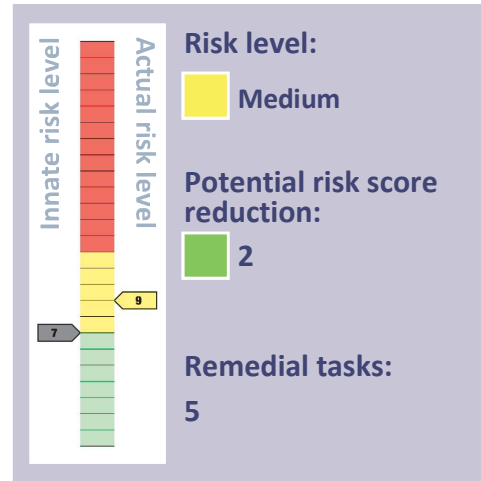 Innate risk level
Actual risk level
9
7
Risk level:
Medium
Potential risk score
reduction:
2
Remedial tasks:
5